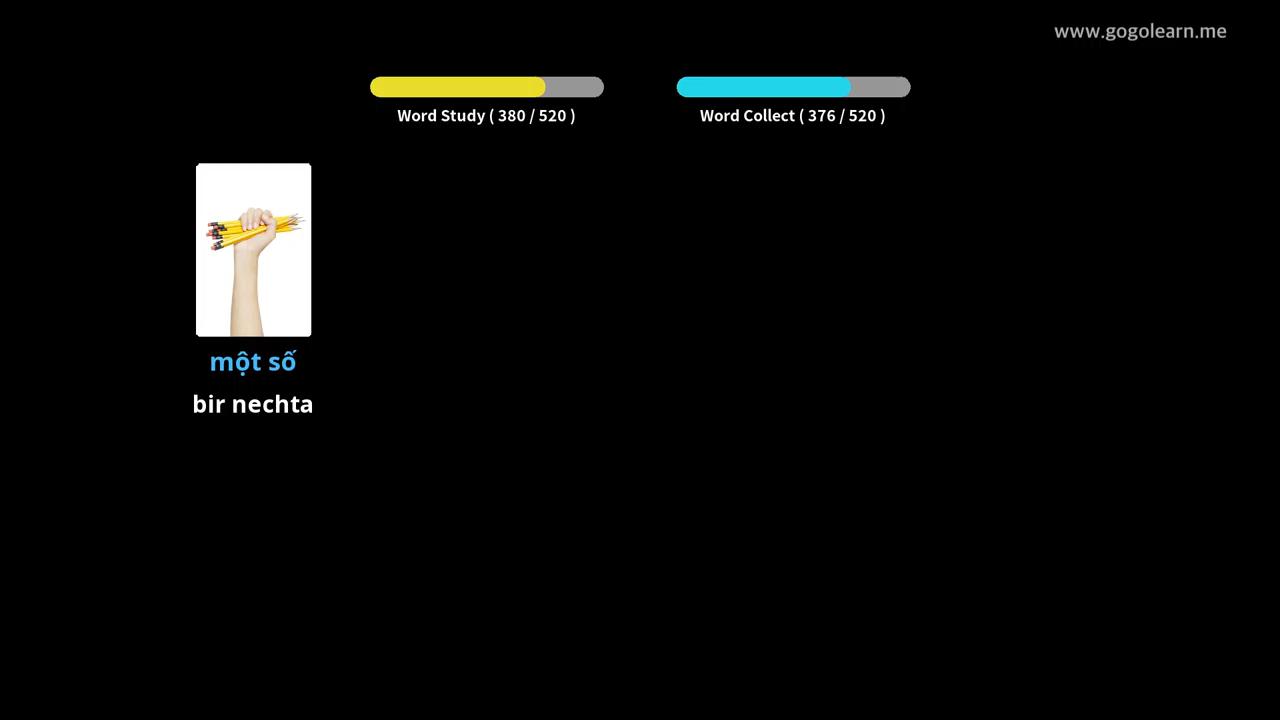 www.gogolearn.me
Word Study ( 380 / 520 )
Word Collect ( 376 / 520 )
một số
bir nechta